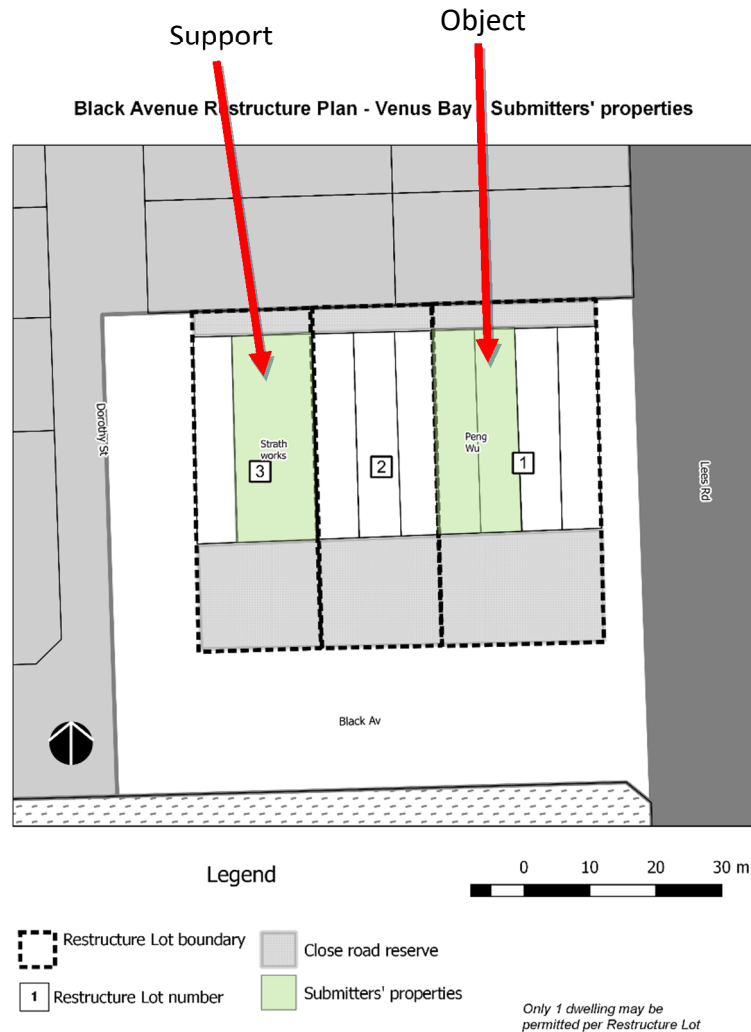 Support
Object
Black Avenue Restructure Plan - Venus Bay Submitters' properties
Dorothy St
Strath
works
3
2
Peng
Wu
1
Lees Rd
Black Av
Legend
0 10 20 30 m
Restructure Lot boundary
Close road reserve
1 Restructure Lot number
Submitters' properties
Only 1 dwelling may be
permitted per Restructure Lot